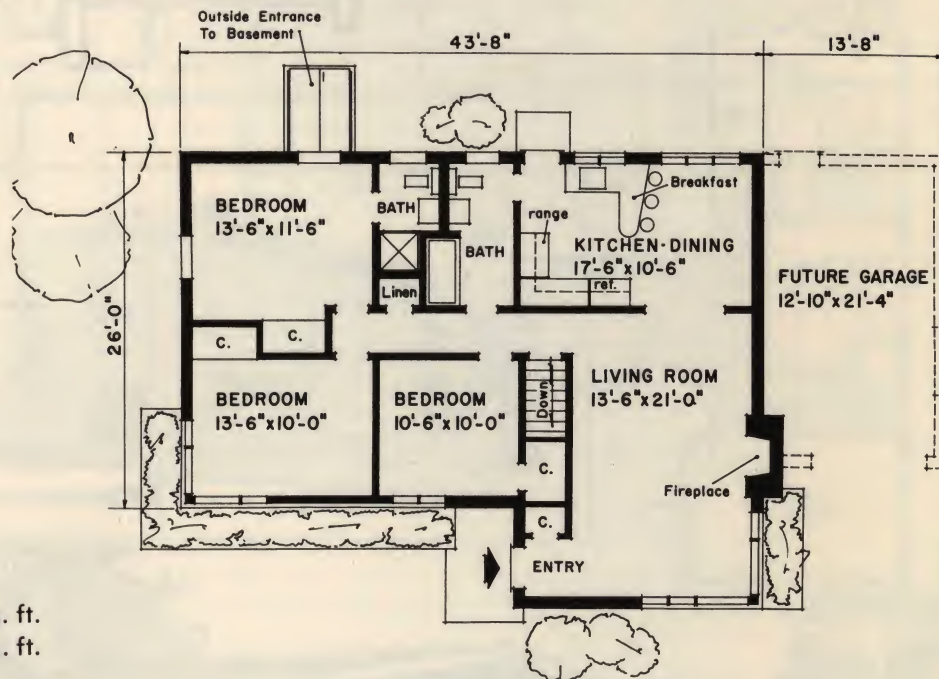 Outside Entrance
To Basement
43'-8"
13'-8"
BEDROOM
13'-6" x 11'-6"
BATH
Linen
BATH
range
Breakfast
KITCHEN-DINING
17'-6" x 10'-6"
ref.
FUTURE GARAGE
12'-10" x 21'-4"
26'-0"
C.
C.
BEDROOM
13'-6" x 10'-0"
BEDROOM
10'-6" x 10'-0"
Down
LIVING ROOM
13'-6" x 21'-0"
C.
Fireplace
C.
ENTRY
. ft.
. ft.